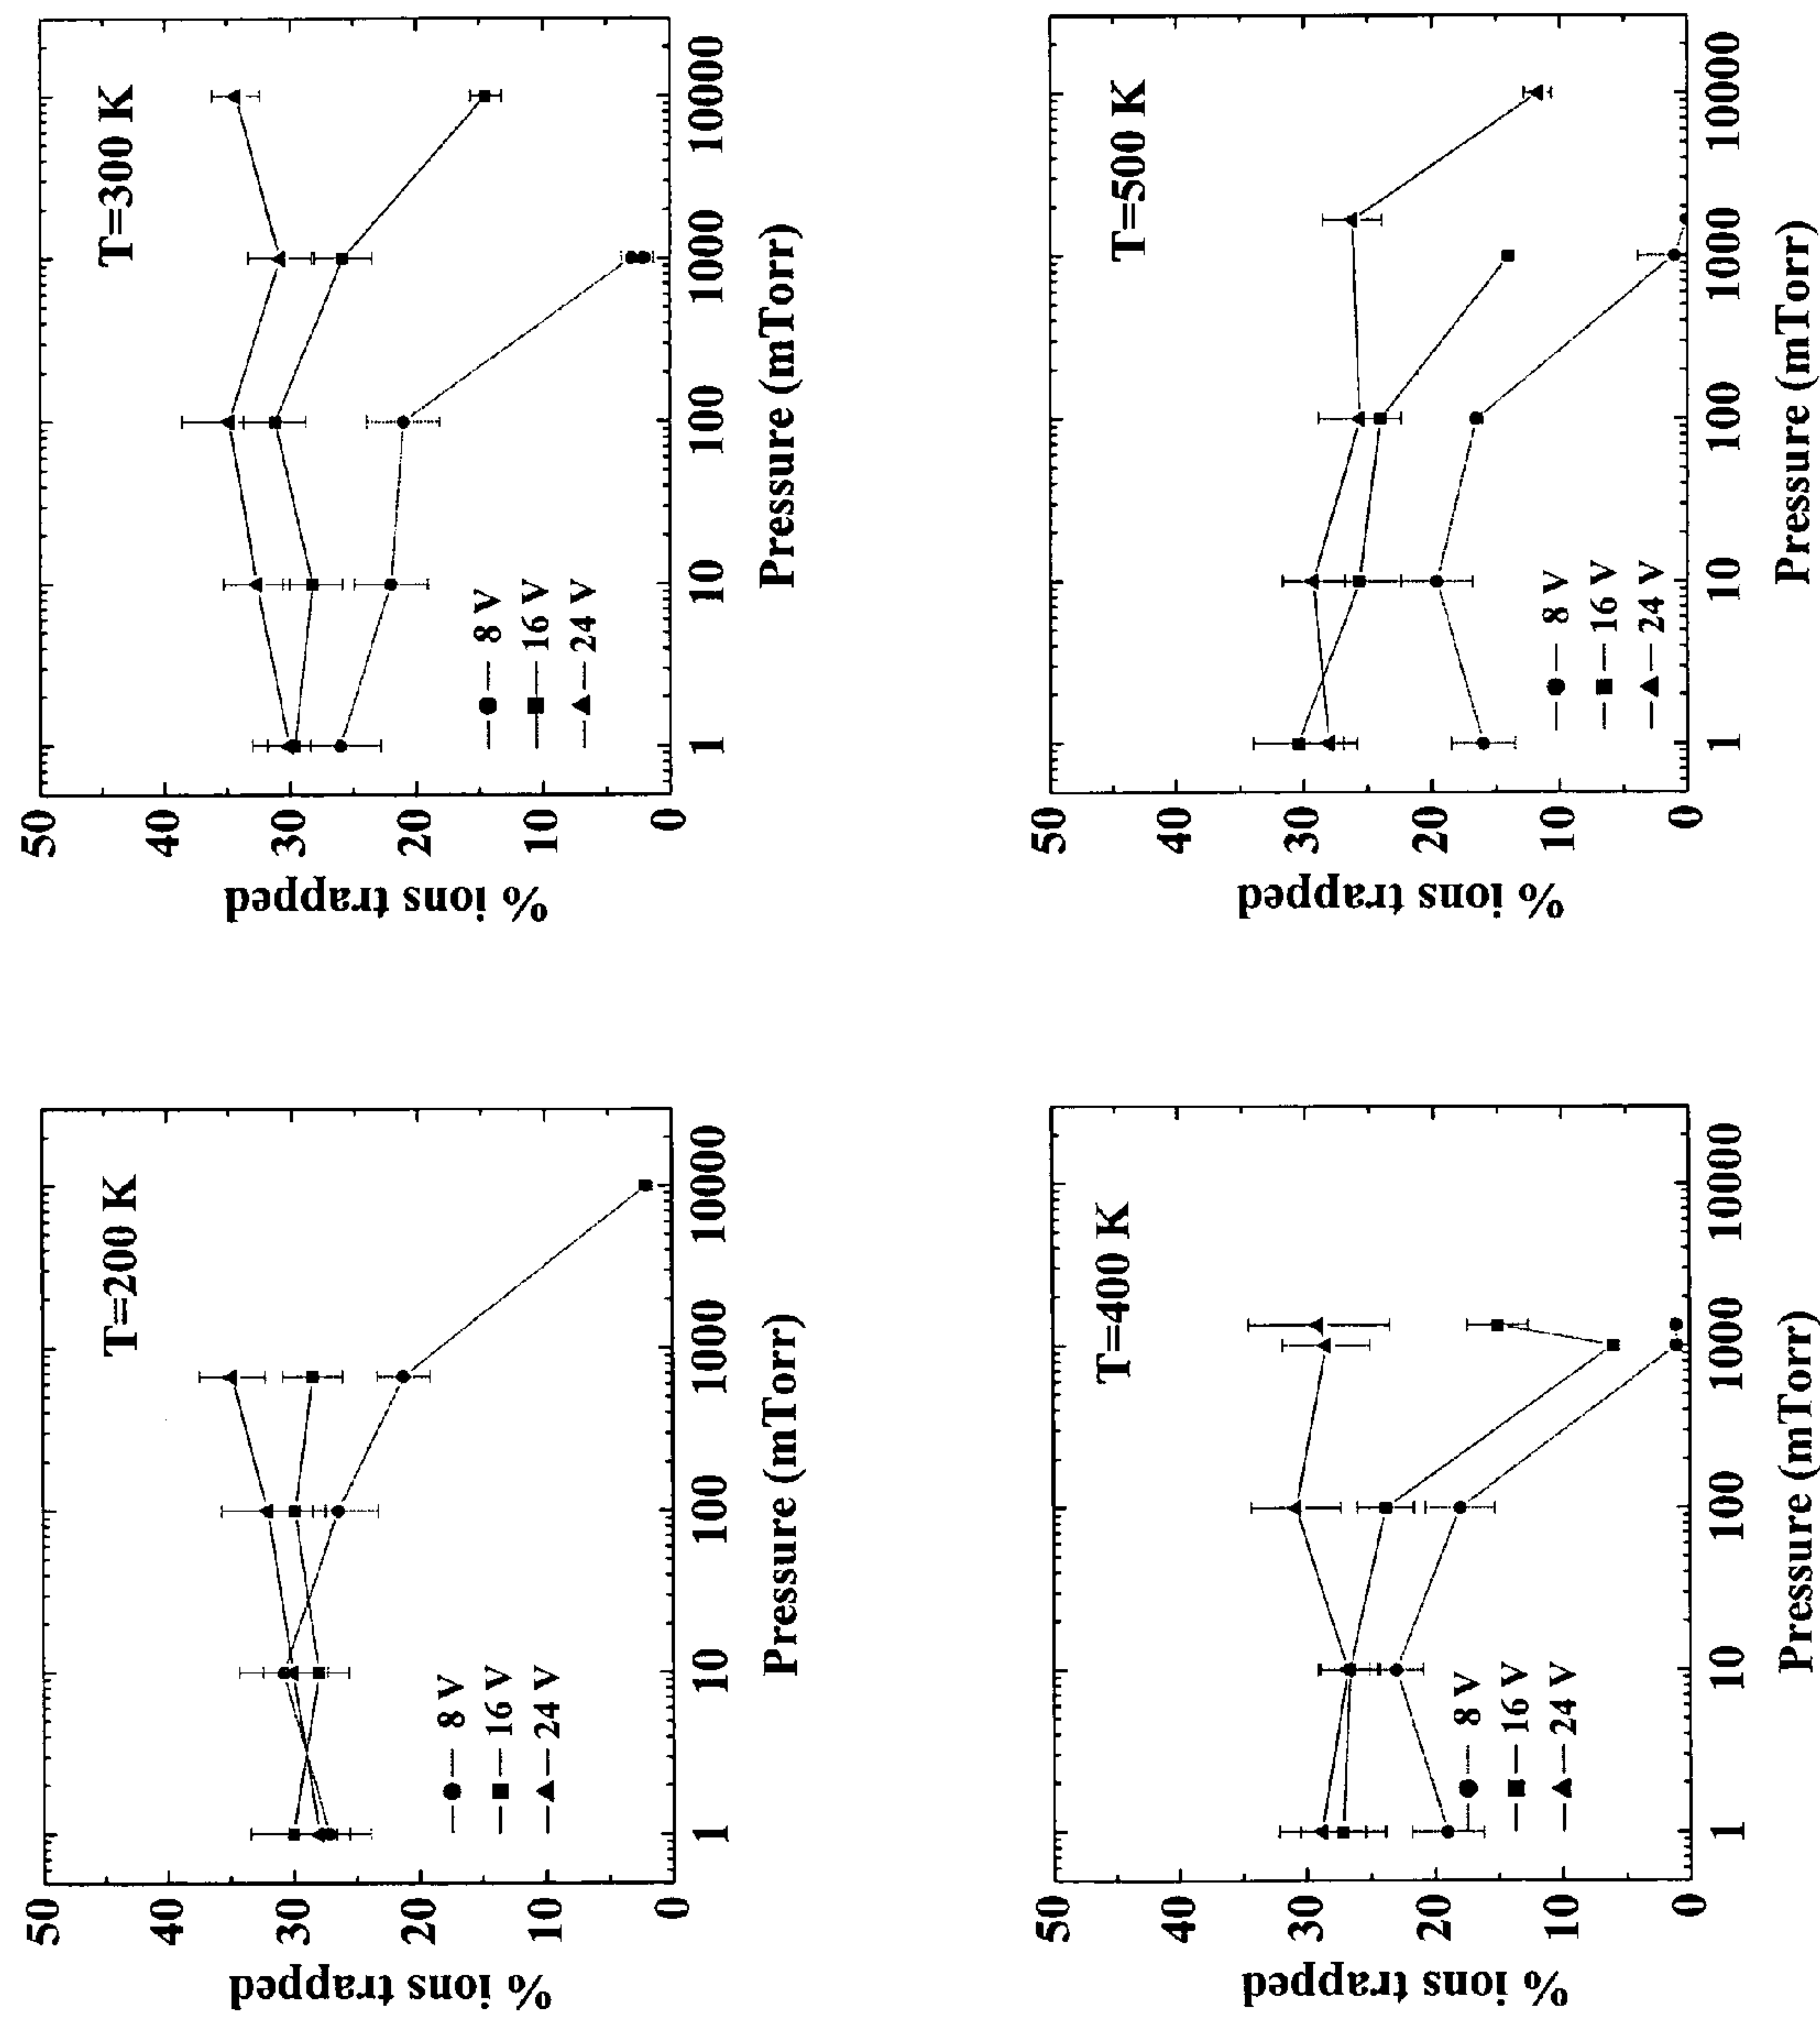 T=200 K
50
40
30
20
10
0
% ions trapped
8 V
16 V
24 V
1 10 100 1000 10000
Pressure (mTorr)
T=300 K
50
40
30
20
10
0
% ions trapped
8 V
16 V
24 V
1 10 100 1000 10000
Pressure (mTorr)
T=400 K
50
40
30
20
10
0
% ions trapped
8 V
16 V
24 V
1 10 100 1000 10000
Pressure (mTorr)
T=500 K
50
40
30
20
10
0
% ions trapped
8 V
16 V
24 V
1 10 100 1000 10000
Pressure (mTorr)